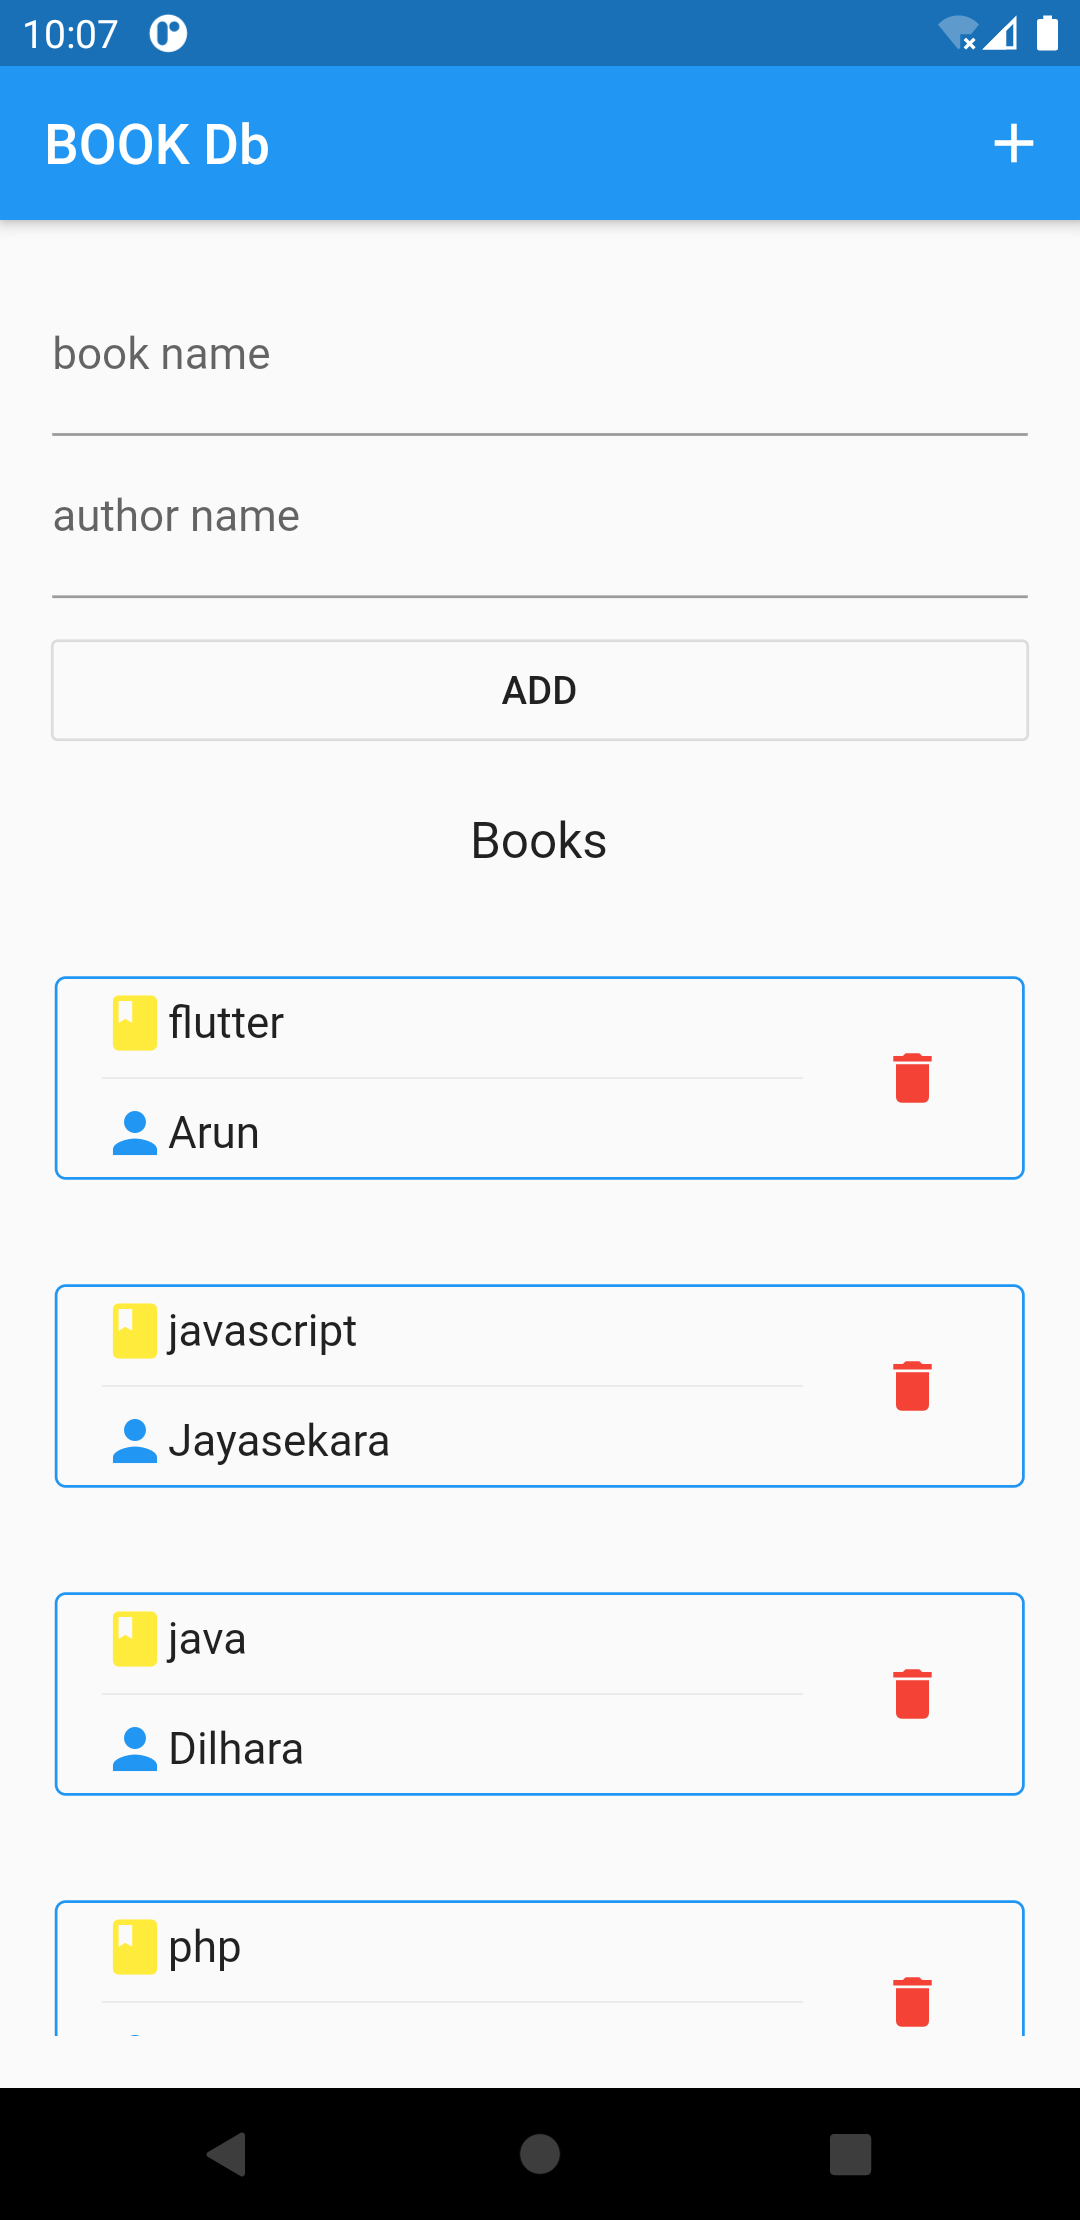 10:07
BOOK Db
book name
author name
ADD
Books
flutter
Arun
javascript
Jayasekara
java
Dilhara
php